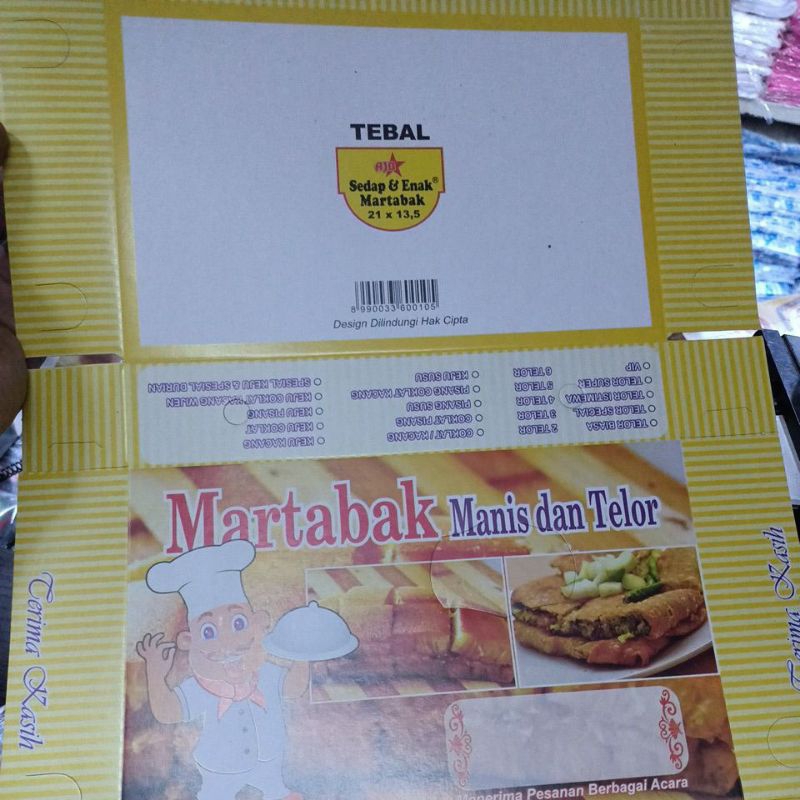 TEBAL
Sedap & Enak®
Martabak
21 x 13,5
8 990033 600105
Design Dilindungi Hak Cipta
TELOR BIASA 2 TELOR
TELOR SPESIAL 3 TELOR
TELOR ISTIMEWA 4 TELOR
TELOR SUPER 5 TELOR
VIP 6 TELOR
COKLAT / KACANG
COKLAT PISANG
PISANG SUSU
PISANG COKLAT KACANG
KEJU SUSU
KEJU KACANG
KEJU COKLAT
KEJU PISANG
KEJU COKLAT KACANG WIJEN
SPESIAL KEJU & SPESIAL DURIAN
Martabak Manis dan Telor
Terima Kasih
Terima Kasih
Menerima Pesanan Berbagai Acara